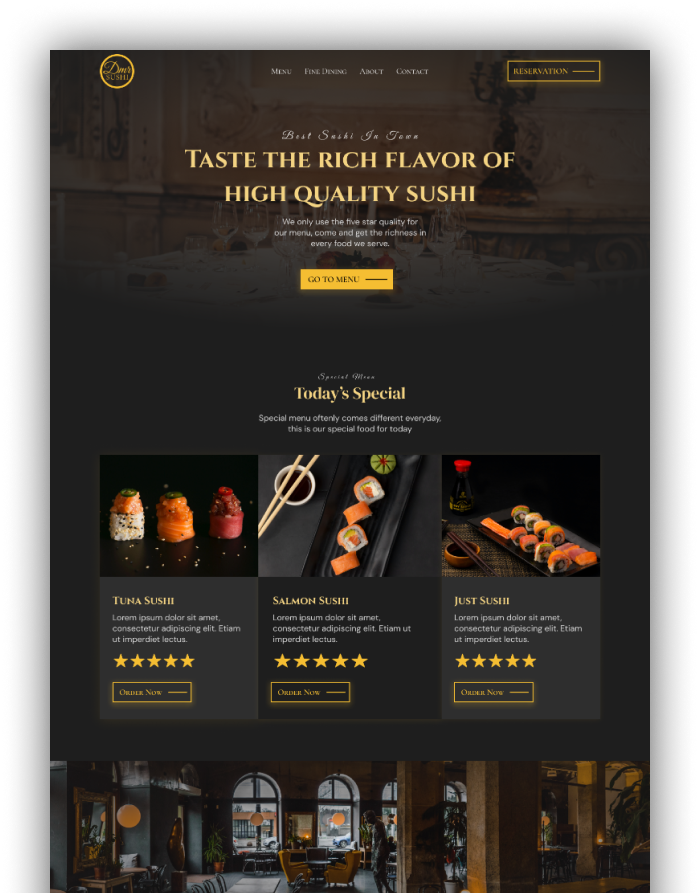 Dmr
SUSHI
Menu Fine Dining About Contact
RESERVATION
Best Sushi In Town
Taste the rich flavor of
high quality sushi
We only use the five star quality for
our menu, come and get the richness in
every food we serve.
GO TO MENU
Special Menu
Today's Special
Special menu oftenly comes different everyday,
this is our special food for today
Tuna Sushi
Lorem ipsum dolor sit amet,
consectetur adipiscing elit. Etiam
ut imperdiet lectus.
Order Now
Salmon Sushi
Lorem ipsum dolor sit amet,
consectetur adipiscing elit. Etiam ut
imperdiet lectus.
Order Now
Just Sushi
Lorem ipsum dolor sit amet,
consectetur adipiscing elit. Etiam
ut imperdiet lectus.
Order Now